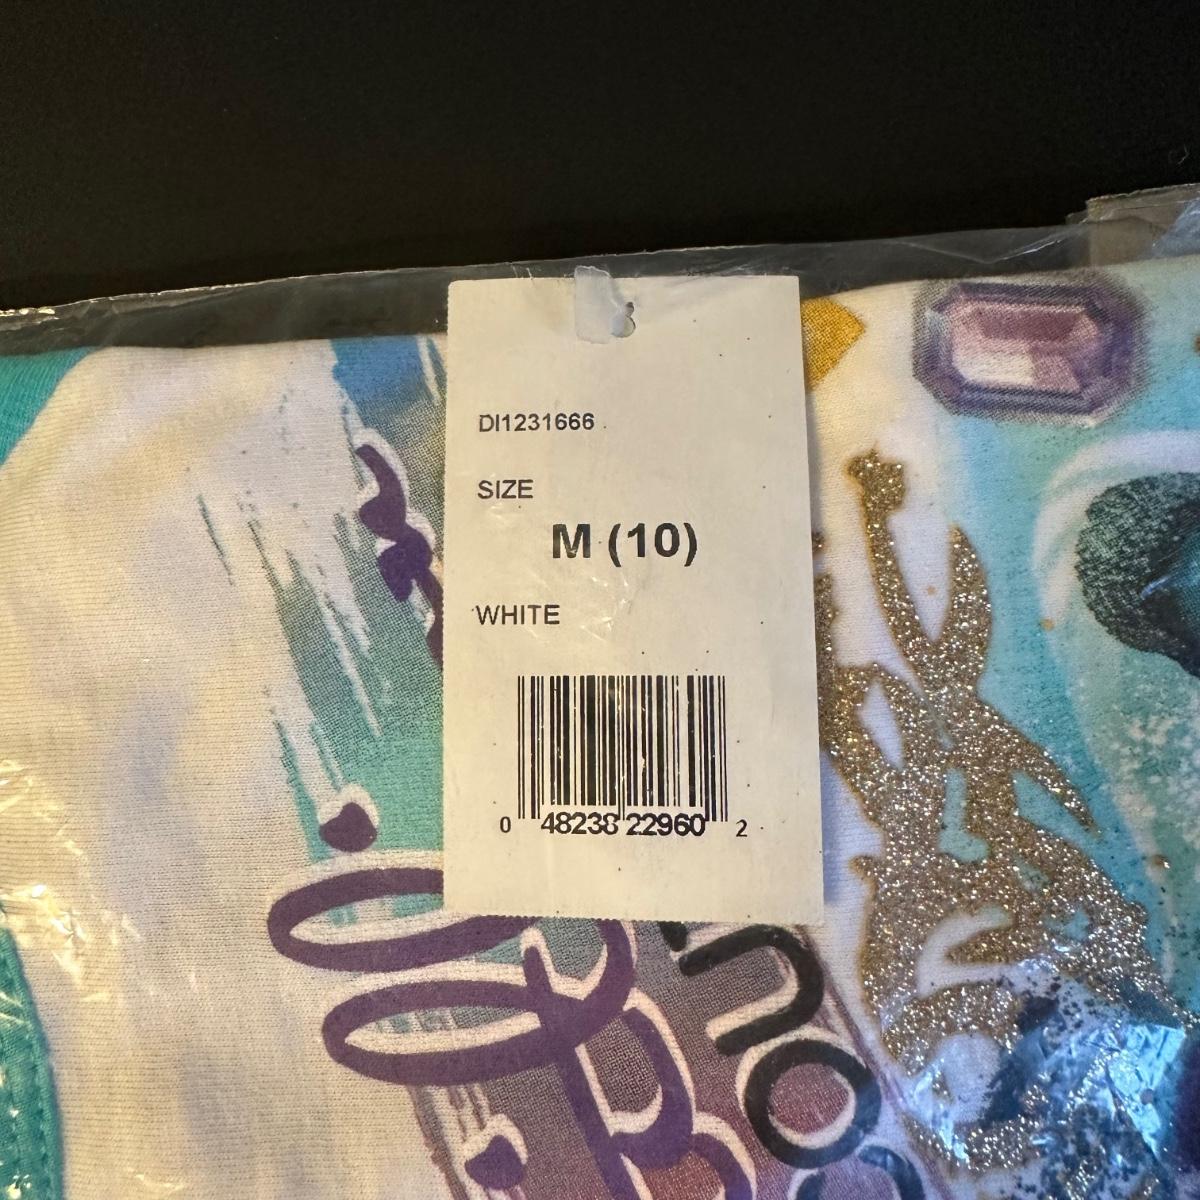 DI1231666
SIZE
M (10)
WHITE
0 48238 22960 2